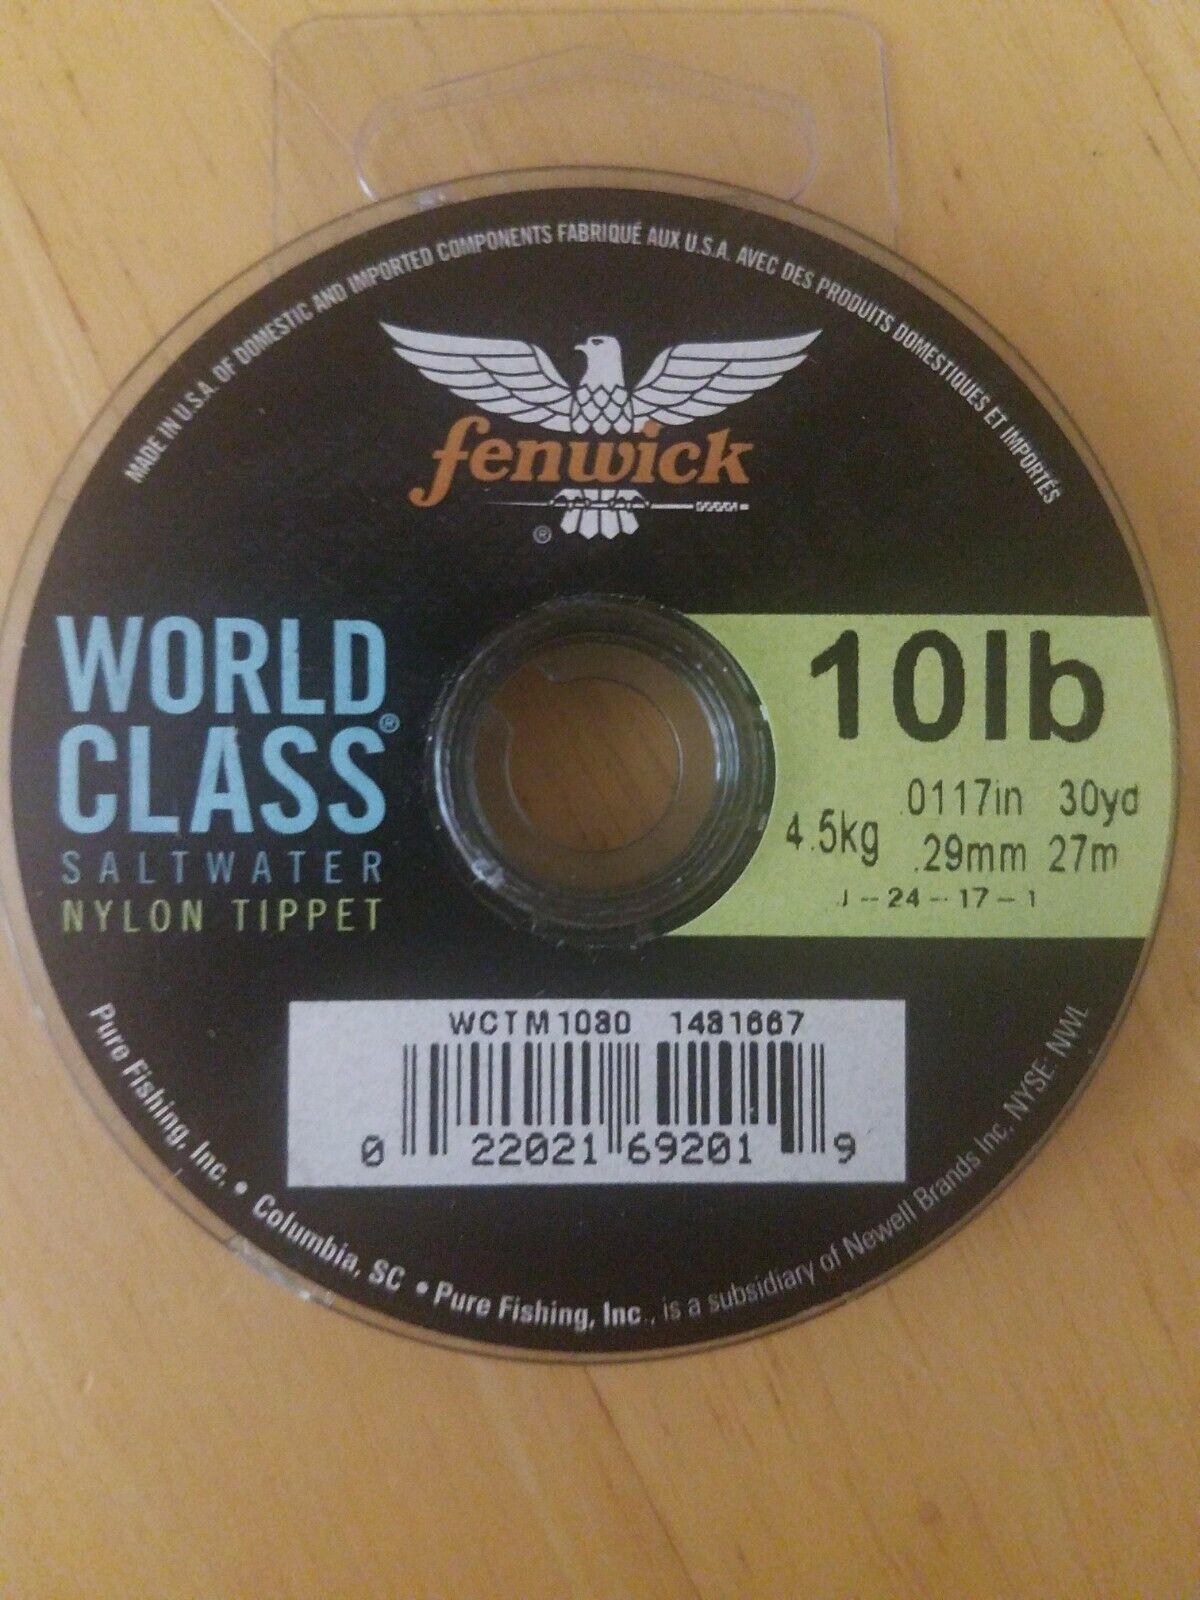 MADE IN U.S.A. OF DOMESTIC AND IMPORTED COMPONENTS FABRIQUÉ AUX U.S.A. AVEC DES PRODUITS DOMESTIQUES ET IMPORTÉS
fenwick
®
WORLD
CLASS®
SALTWATER
NYLON TIPPET
10lb
4.5kg .0117in 30yd
.29mm 27m
J--24--17-1
WCTM1080 1481667
0 22021 69201 9
Pure Fishing, Inc. • Columbia, SC • Pure Fishing, Inc., is a subsidiary of Newell Brands Inc. NYSE: NWL